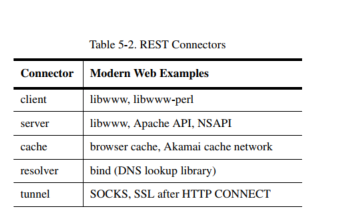 Table 5-2. REST Connectors
Connector Modern Web Examples
client libwww, libwww-perl
server libwww, Apache API, NSAPI
cache browser cache, Akamai cache network
resolver bind (DNS lookup library)
tunnel SOCKS, SSL after HTTP CONNECT